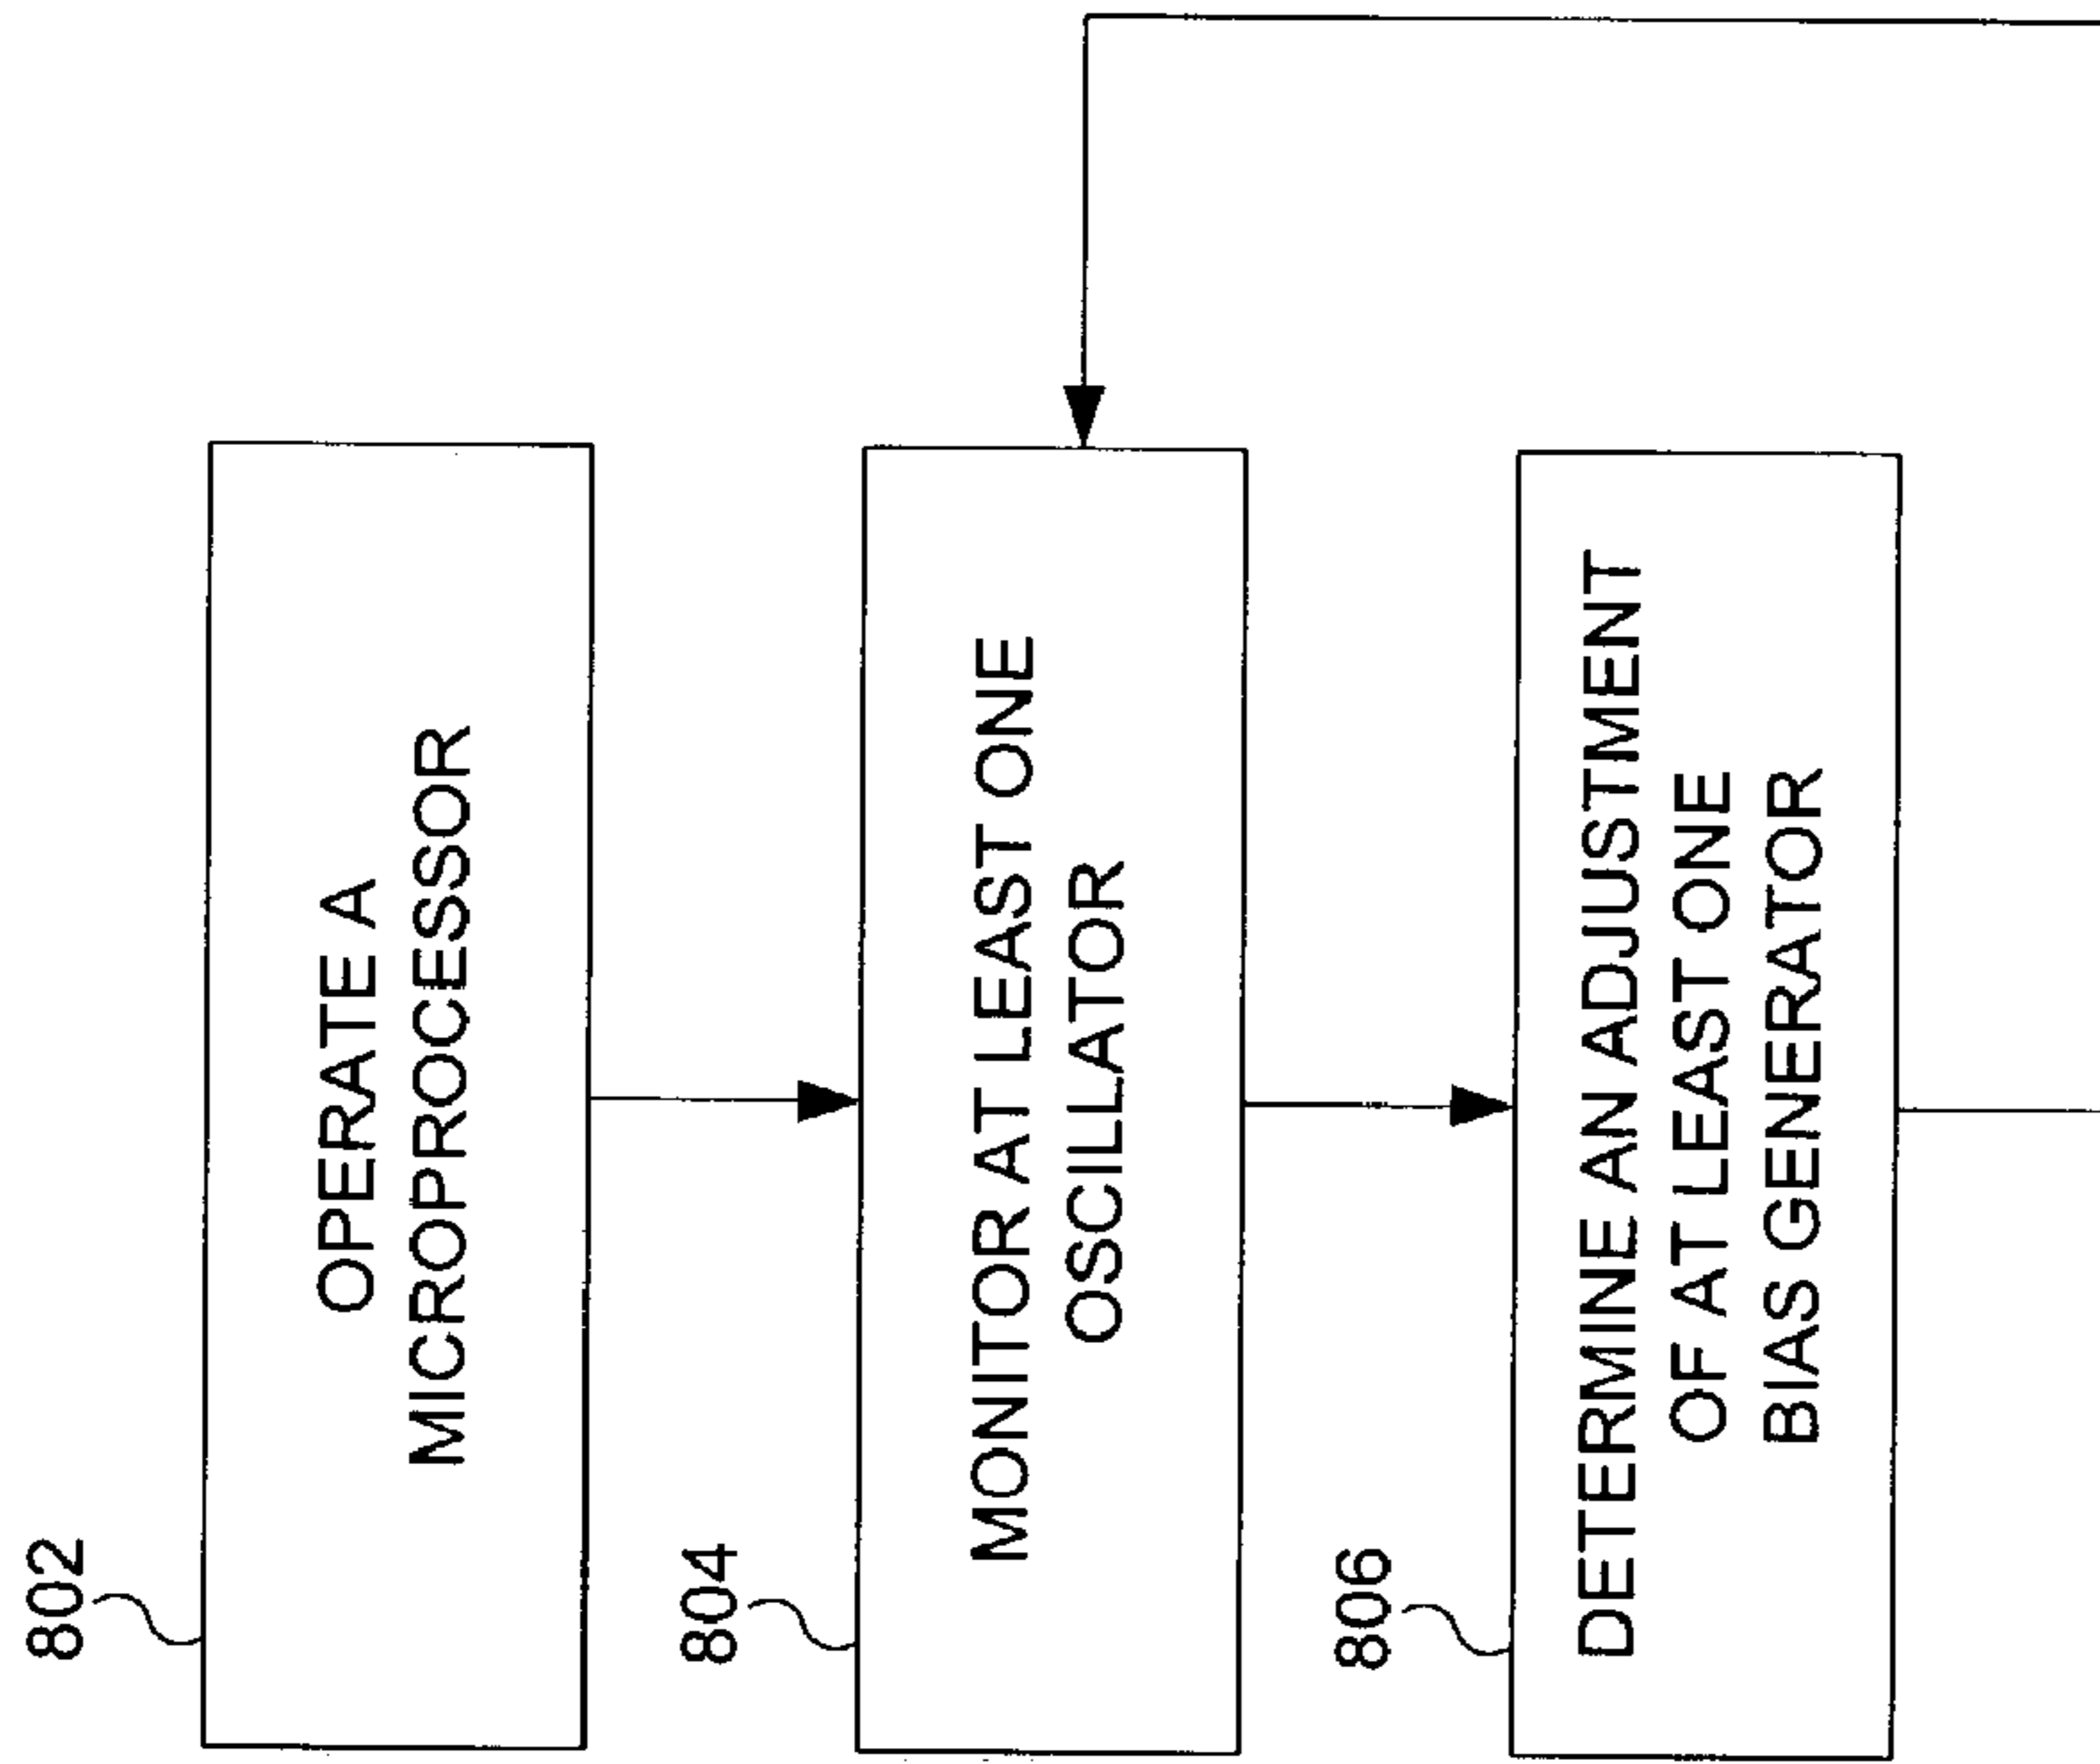 802
OPERATE A
MICROPROCESSOR
804
MONITOR AT LEAST ONE
OSCILLATOR
806
DETERMINE AN ADJUSTMENT
OF AT LEAST ONE
BIAS GENERATOR